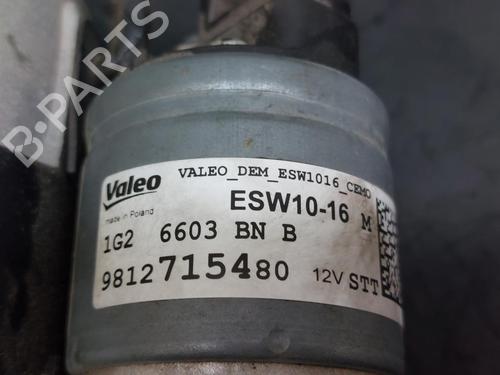 B-PARTS
Valeo
made in Poland
VALEO_DEM_ESW1016_CEMO
ESW10-16 M
1G2 6603 BN B
9812715480 12V STT